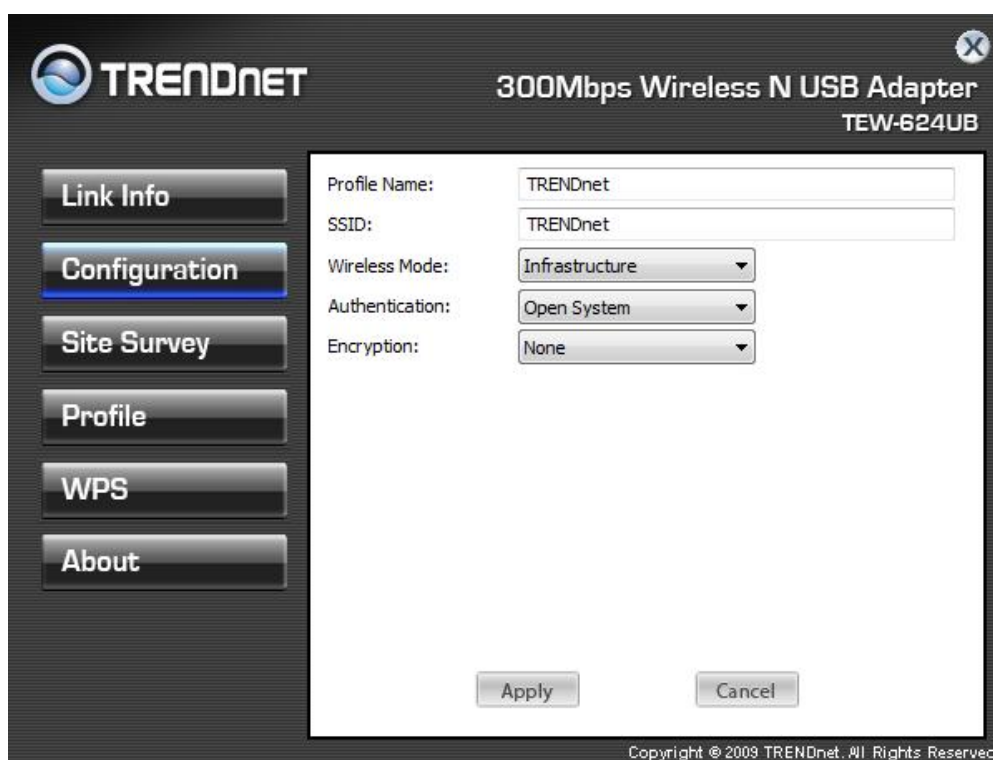 TRENDNET
300Mbps Wireless N USB Adapter
TEW-624UB
Link Info
Configuration
Site Survey
Profile
WPS
About
Profile Name: TRENDnet
SSID: TRENDnet
Wireless Mode: Infrastructure
Authentication: Open System
Encryption: None
Apply Cancel
Copyright © 2009 TRENDnet. All Rights Reserved